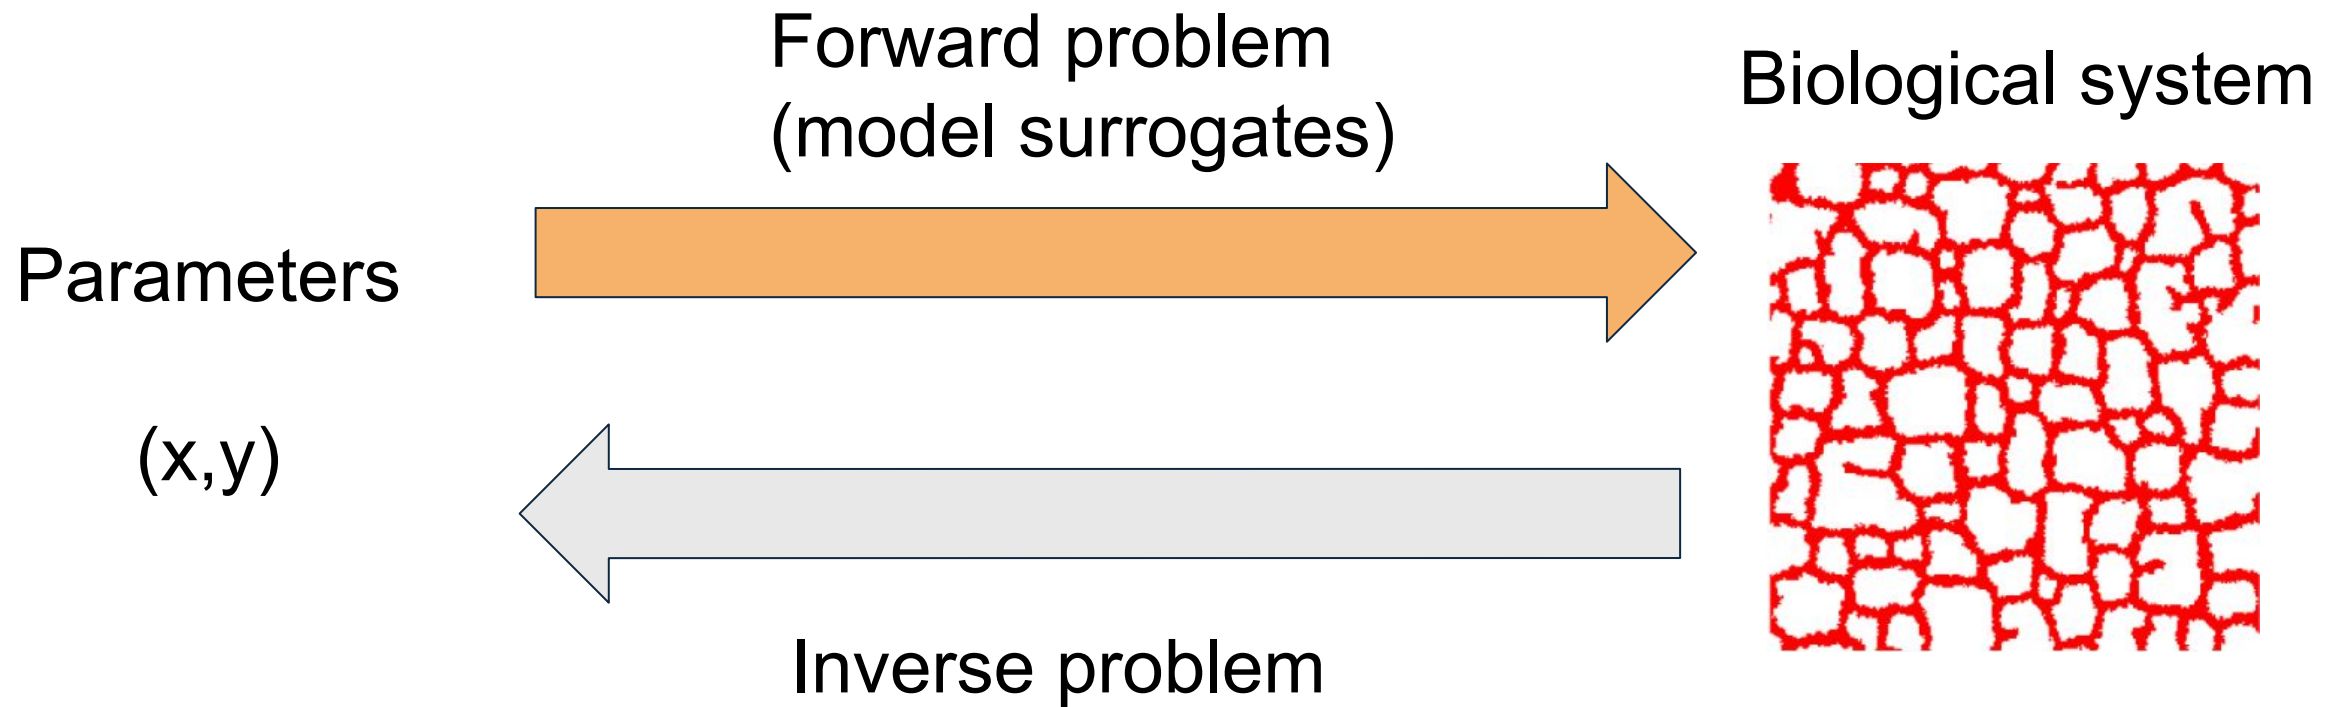 Forward problem
(model surrogates)
Biological system
Parameters
(x,y)
Inverse problem